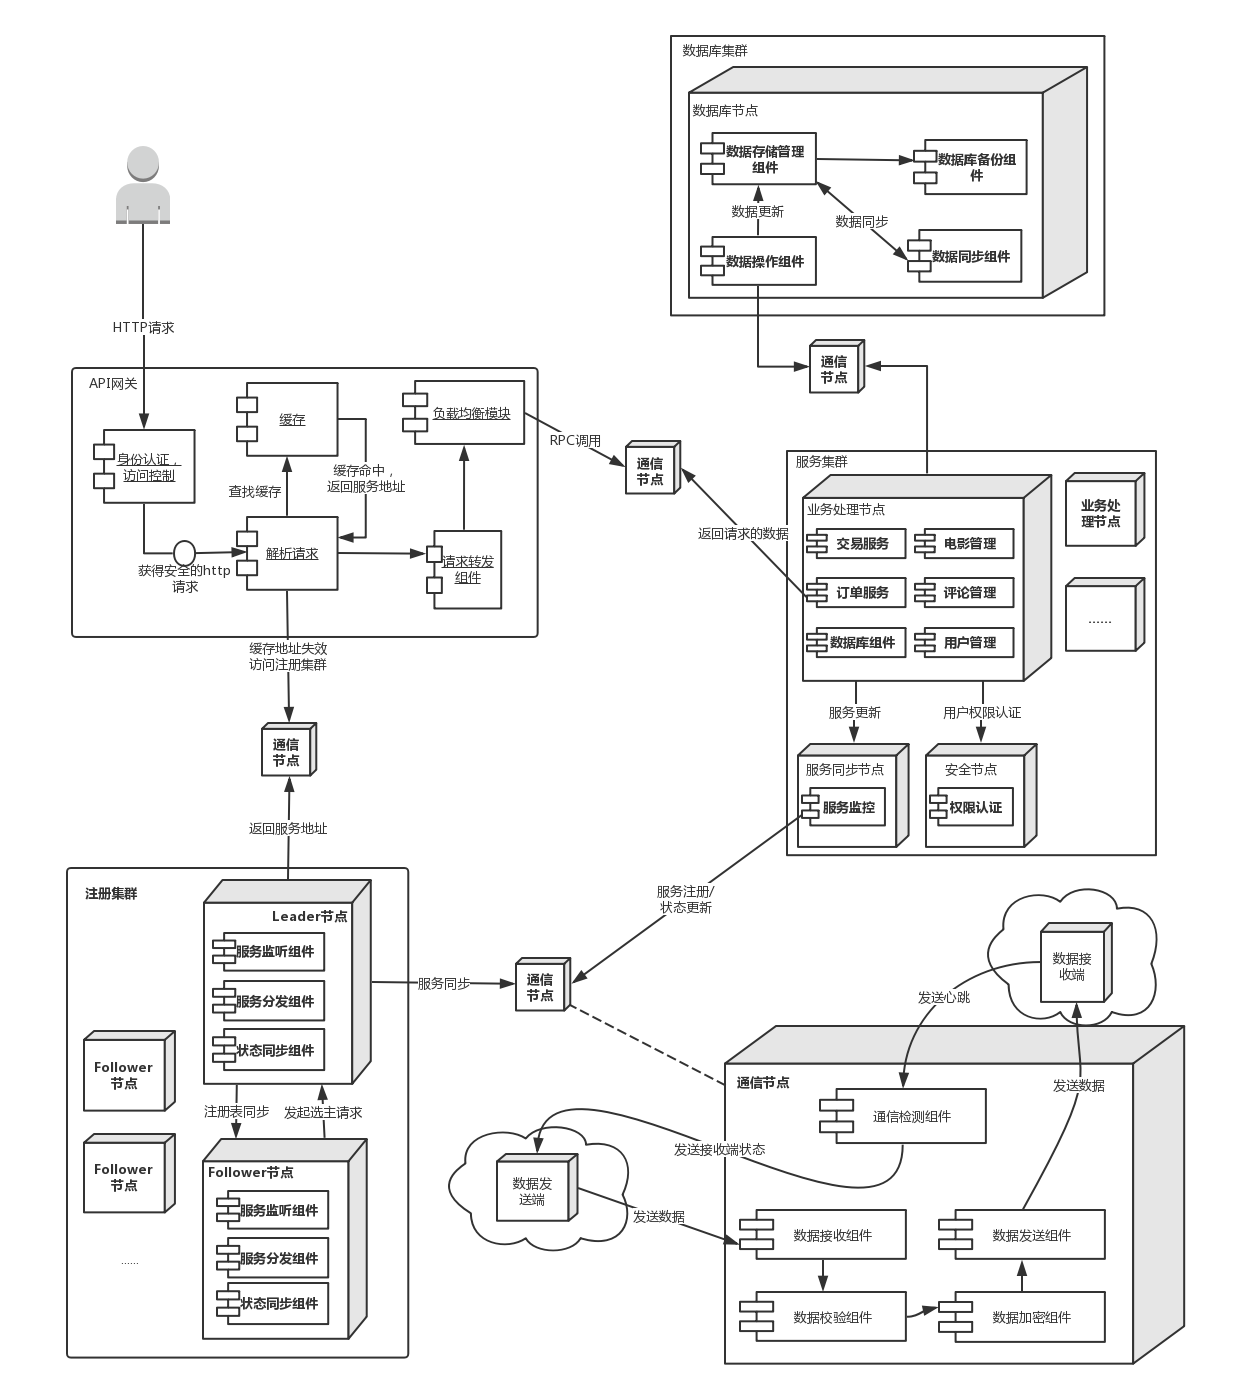 数据库集群
数据库节点
数据存储管理
组件
数据库备份组
件
数据更新
数据同步
数据操作组件
数据同步组件
HTTP请求
API网关
缓存
负载均衡模块
身份认证，
访问控制
查找缓存
缓存命中，
返回服务地址
RPC调用
通信
节点
通信
节点
解析请求
请求转发
组件
获得安全的http
请求
返回请求的数据
服务集群
业务处理节点
业务处
理节点
交易服务
电影管理
订单服务
评论管理
......
数据库组件
用户管理
服务更新
用户权限认证
服务同步节点
安全节点
服务监控
权限认证
缓存地址失效
访问注册集群
通信
节点
返回服务地址
注册集群
Leader节点
服务监听组件
服务分发组件
状态同步组件
服务同步
服务注册/
状态更新
通信
节点
Follower
节点
注册表同步
发起选主请求
Follower
节点
Follower节点
服务监听组件
服务分发组件
状态同步组件
......
数据接
收端
发送心跳
通信节点
发送数据
通信检测组件
发送接收端状态
数据发
送端
发送数据
数据接收组件
数据发送组件
数据校验组件
数据加密组件